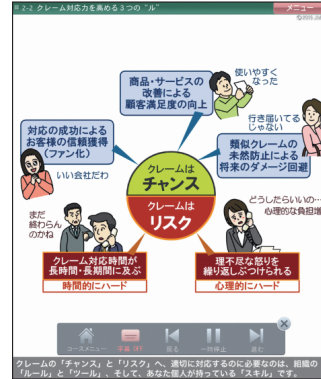 2-2 クレーム対応力を高める3つの“ル”
メニュー
商品・サービスの
改善による
顧客満足度の向上
使いやすく
なった
対応の成功による
お客様の信頼獲得
(ファン化)
いい会社だわ
行き届いてる
じゃない
類似クレームの
未然防止による
将来のダメージ回避
クレームは
チャンス
クレームは
リスク
まだ
終わらん
のかね
どうしたらいいの…
心理的な負担増
クレーム対応時間が
長時間・長期間に及ぶ
時間的にハード
理不尽な怒りを
繰り返しぶつけられる
心理的にハード
コースメニュー
字幕 OFF
戻る
一時停止
進む
クレームの「チャンス」と「リスク」へ、適切に対応するのに必要なのは、組織の
「ルール」と「ツール」、そして、あなた個人が持っている「スキル」です。